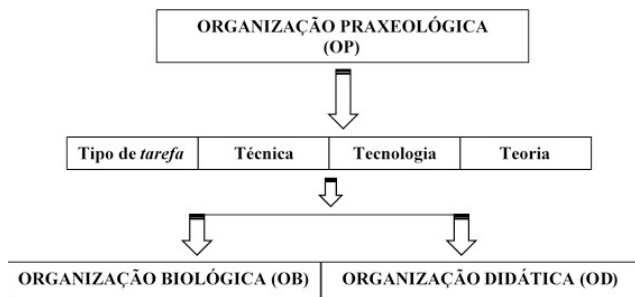 ORGANIZAÇÃO PRAXEOLÓGICA
(OP)
Tipo de tarefa Técnica Tecnologia Teoria
ORGANIZAÇÃO BIOLÓGICA (OB) ORGANIZAÇÃO DIDÁTICA (OD)